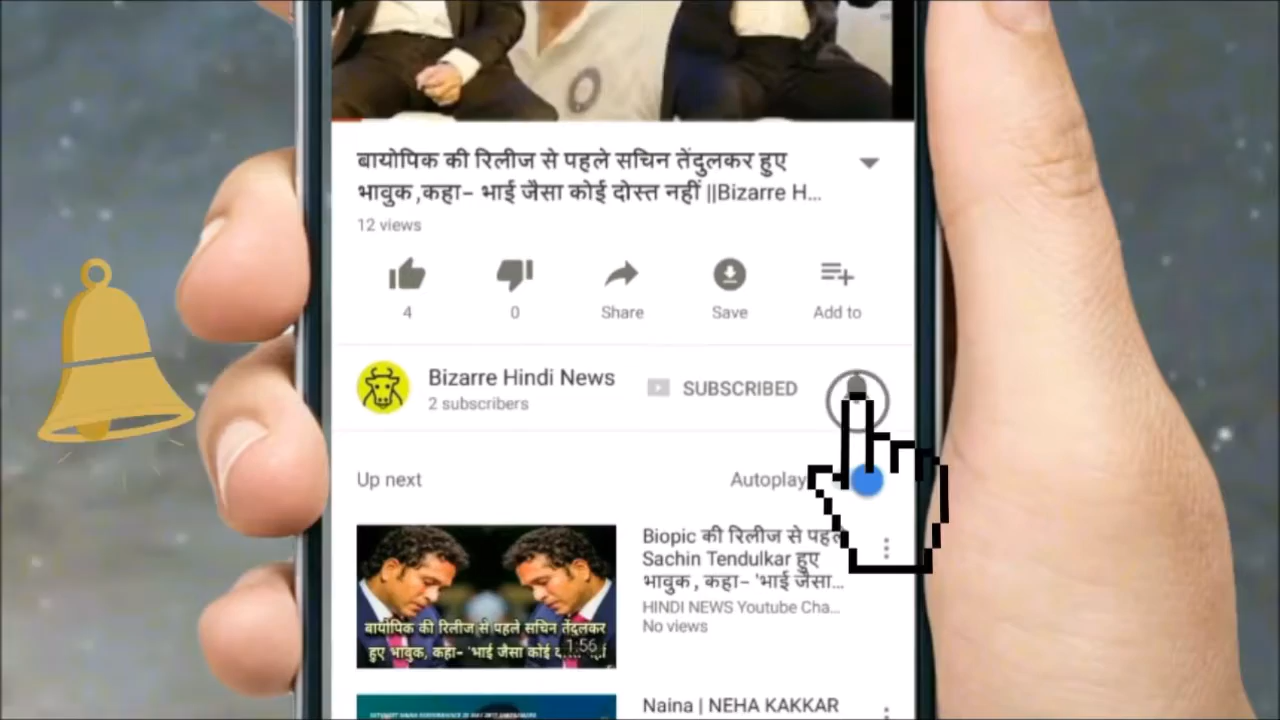 बायोपिक की रिलीज से पहले सचिन तेंदुलकर हुए
भावुक,कहा- भाई जैसा कोई दोस्त नहीं ||Bizarre H...
12 views
4
0
Share
Save
Add to
Bizarre Hindi News
SUBSCRIBED
2 subscribers
Up next
Autoplay
बायोपिक की रिलीज से पहले सचिन तेंदुलकर
हुए भावुक, कहा- 'भाई जैसा कोई
1:56
Biopic की रिलीज से पहले
Sachin Tendulkar हुए
भावुक, कहा- 'भाई जैसा...
HINDI NEWS Youtube Cha...
No views
Naina | NEHA KAKKAR